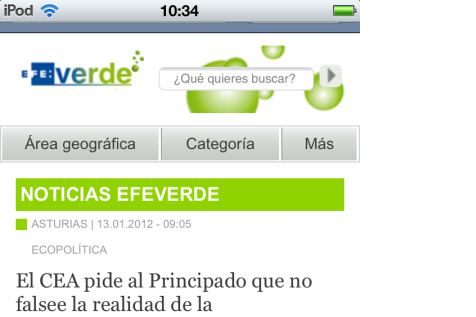 iPod 10:34
EFE: verde
¿Qué quieres buscar?
Área geográfica Categoría Más
NOTICIAS EFEVERDE
ASTURIAS | 13.01.2012 - 09:05
ECOPOLÍTICA
El CEA pide al Principado que no
falsee la realidad de la